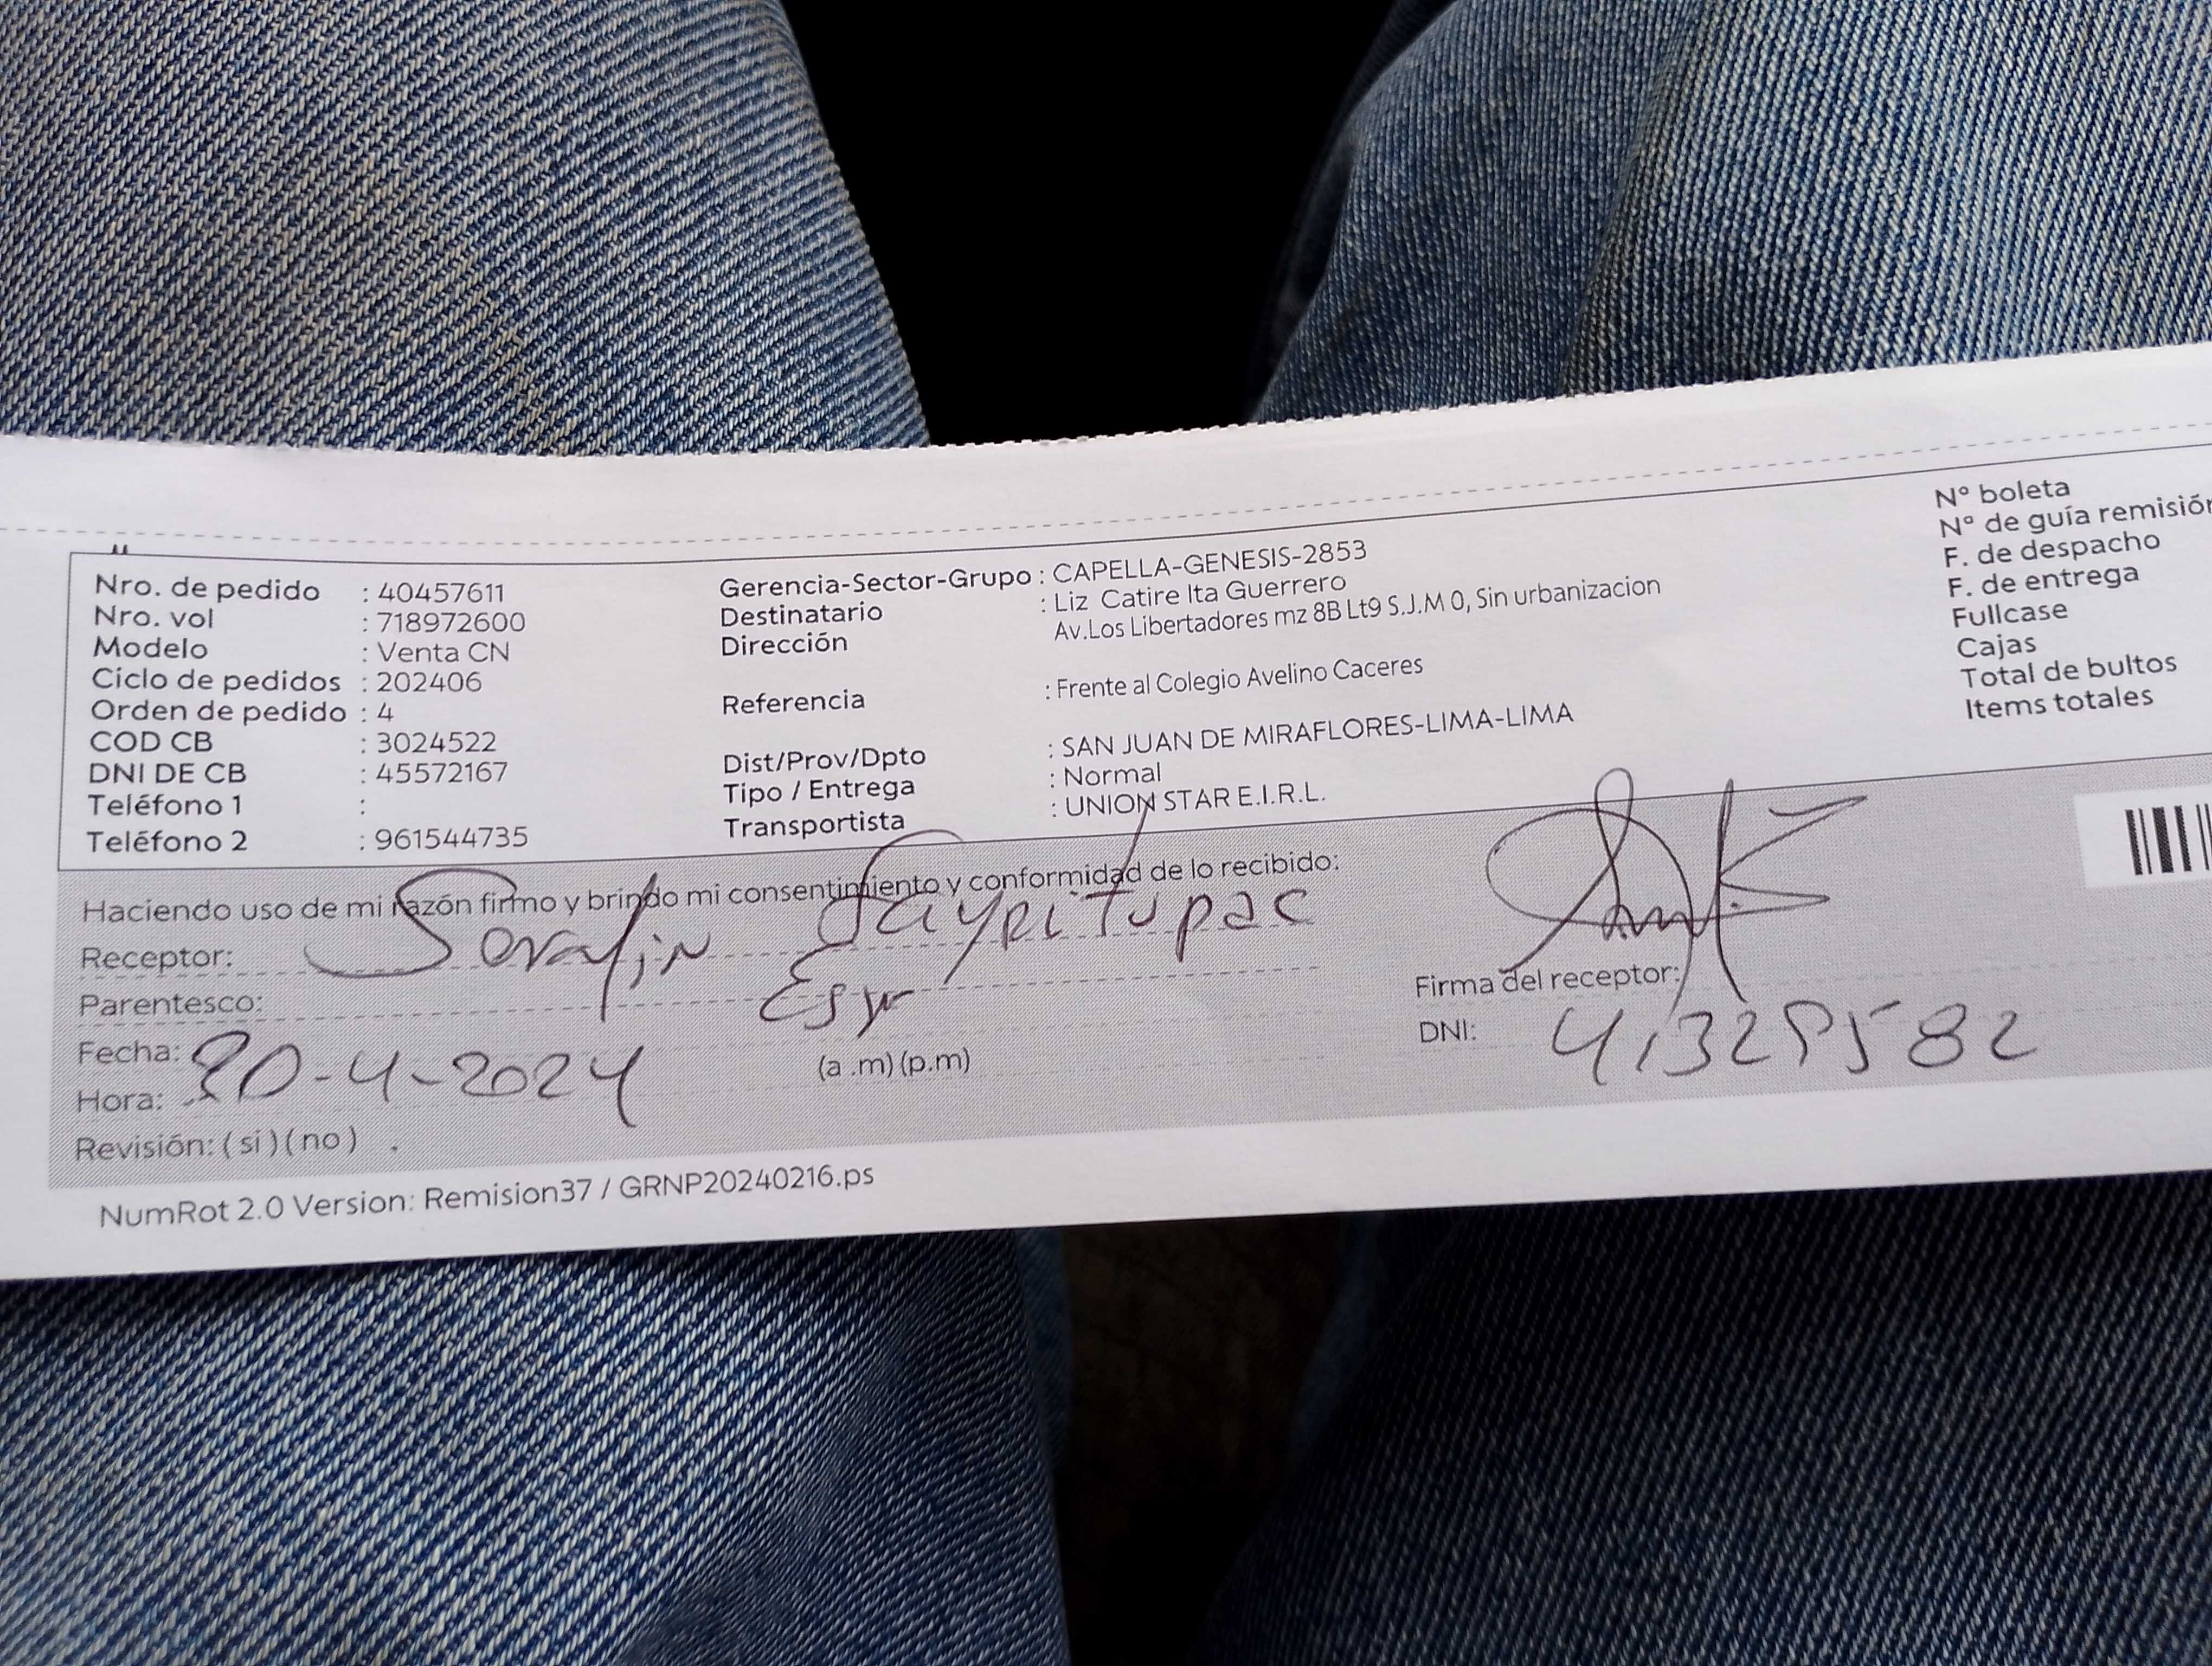 Nro. de pedido : 40457611
Nro. vol : 718972600
Modelo : Venta CN
Ciclo de pedidos : 202406
Orden de pedido : 4
COD CB : 3024522
DNI DE CB : 45572167
Teléfono 1 :
Teléfono 2 : 961544735
Gerencia-Sector-Grupo : CAPELLA-GENESIS-2853
Destinatario : Liz Catire Ita Guerrero
Dirección Av.Los Libertadores mz 8B Lt9 S.J.M 0, Sin urbanizacion
Referencia : Frente al Colegio Avelino Caceres
Dist/Prov/Dpto : SAN JUAN DE MIRAFLORES-LIMA-LIMA
Tipo / Entrega : Normal
Transportista : UNION STAR E.I.R.L.
N° boleta
N° de guía remisión
F. de despacho
F. de entrega
Fullcase
Cajas
Total de bultos
Items totales
Haciendo uso de mi razón firmo y brindo mi consentimiento y conformidad de lo recibido:
Receptor: Serafin Sayritupac
Parentesco:
Fecha: 20-4-2024
Hora: (a .m) (p.m)
Revisión: ( si ) ( no )
Firma del receptor:
DNI:
NumRot 2.0 Version: Remision37 / GRNP20240216.ps